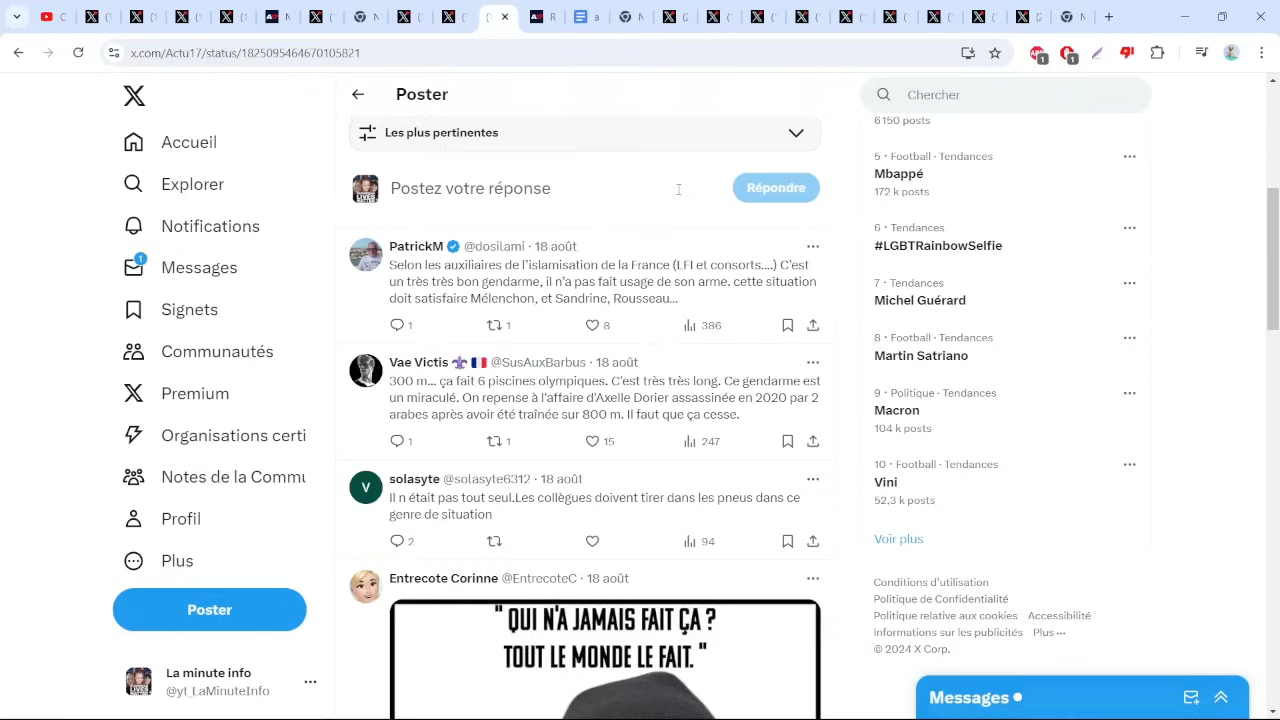 x.com/Actu17/status/1825095464670105821
1
1
Poster
Chercher
Accueil
Explorer
Notifications
1
Messages
Signets
Communautés
Premium
Organisations certi
Notes de la Commu
Profil
Plus
Poster
La minute info
@yt_LaMinuteInfo
Les plus pertinentes
Postez votre réponse
Répondre
PatrickM @dosilami · 18 août
Selon les auxiliaires de l'islamisation de la France (LFI et consorts....) C'est
un très très bon gendarme, il n'a pas fait usage de son arme. cette situation
doit satisfaire Mélenchon, et Sandrine, Rousseau...
1 1 8 386
Vae Victis ⚜️ 🇫🇷 @SusAuxBarbus · 18 août
300 m... ça fait 6 piscines olympiques. C'est très très long. Ce gendarme est
un miraculé. On repense à l'affaire d'Axelle Dorier assassinée en 2020 par 2
arabes après avoir été traînée sur 800 m. Il faut que ça cesse.
1 1 15 247
V
solasyte @solasyte6312 · 18 août
Il n était pas tout seul.Les collègues doivent tirer dans les pneus dans ce
genre de situation
2 94
Entrecote Corinne @EntrecoteC · 18 août
" QUI N'A JAMAIS FAIT ÇA ?
TOUT LE MONDE LE FAIT. "
6 150 posts
5 · Football · Tendances
Mbappé
172 k posts
6 · Tendances
#LGBTRainbowSelfie
7 · Tendances
Michel Guérard
8 · Football · Tendances
Martin Satriano
9 · Politique · Tendances
Macron
104 k posts
10 · Football · Tendances
Vini
52,3 k posts
Voir plus
Conditions d'utilisation
Politique de Confidentialité
Politique relative aux cookies Accessibilité
Informations sur les publicités Plus ···
© 2024 X Corp.
Messages